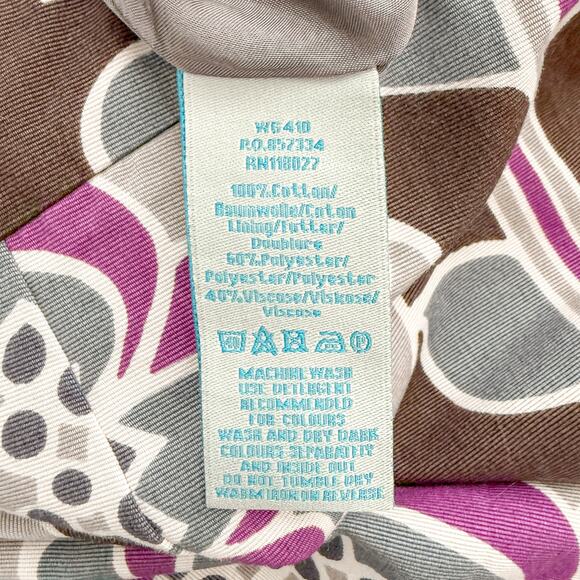 WG410
P.O.852334
RN118027
100%Cotton/
Baumwolle/Coton
Lining/Futter/
Doublure
60%Polyester/
Polyester/Polyester
40%Viscose/Viskose/
Viscose
MACHINE WASH
USE DETERGENT
RECOMMENDED
FOR COLOURS
WASH AND DRY DARK
COLOURS SEPARATELY
AND INSIDE OUT
DO NOT TUMBLE DRY
WARM IRON ON REVERSE